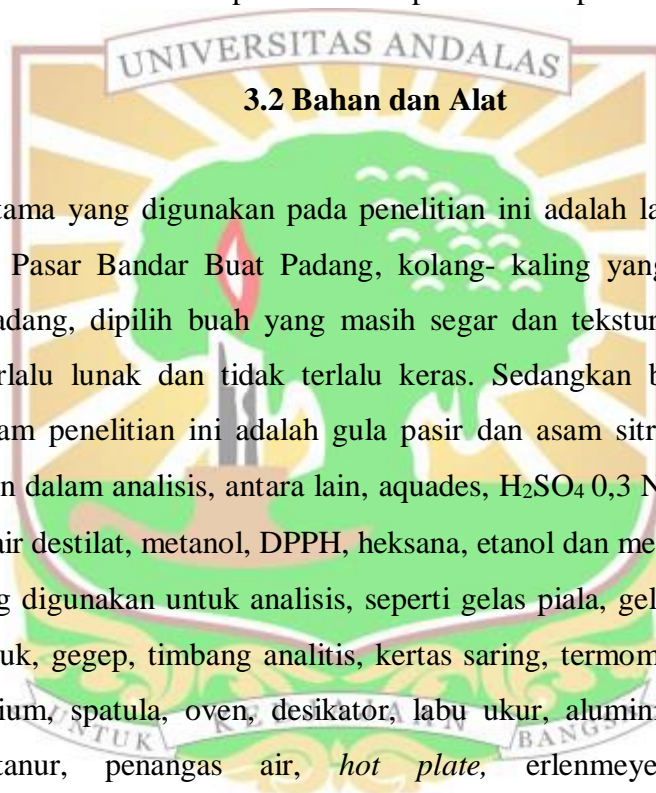 UNIVERSITAS ANDALAS
3.2 Bahan dan Alat
tama yang digunakan pada penelitian ini adalah la
Pasar Bandar Buat Padang, kolang- kaling yang
adang, dipilih buah yang masih segar dan tekstur
rlalu lunak dan tidak terlalu keras. Sedangkan b
am penelitian ini adalah gula pasir dan asam sitr
n dalam analisis, antara lain, aquades, H₂SO₄ 0,3 N
air destilat, metanol, DPPH, heksana, etanol dan me
g digunakan untuk analisis, seperti gelas piala, gel
uk, gegep, timbang analitis, kertas saring, termom
ium, spatula, oven, desikator, labu ukur, alumin
tanur, penangas air, hot plate, erlenmeye
UNTUK KEDJAJAAN BANGS